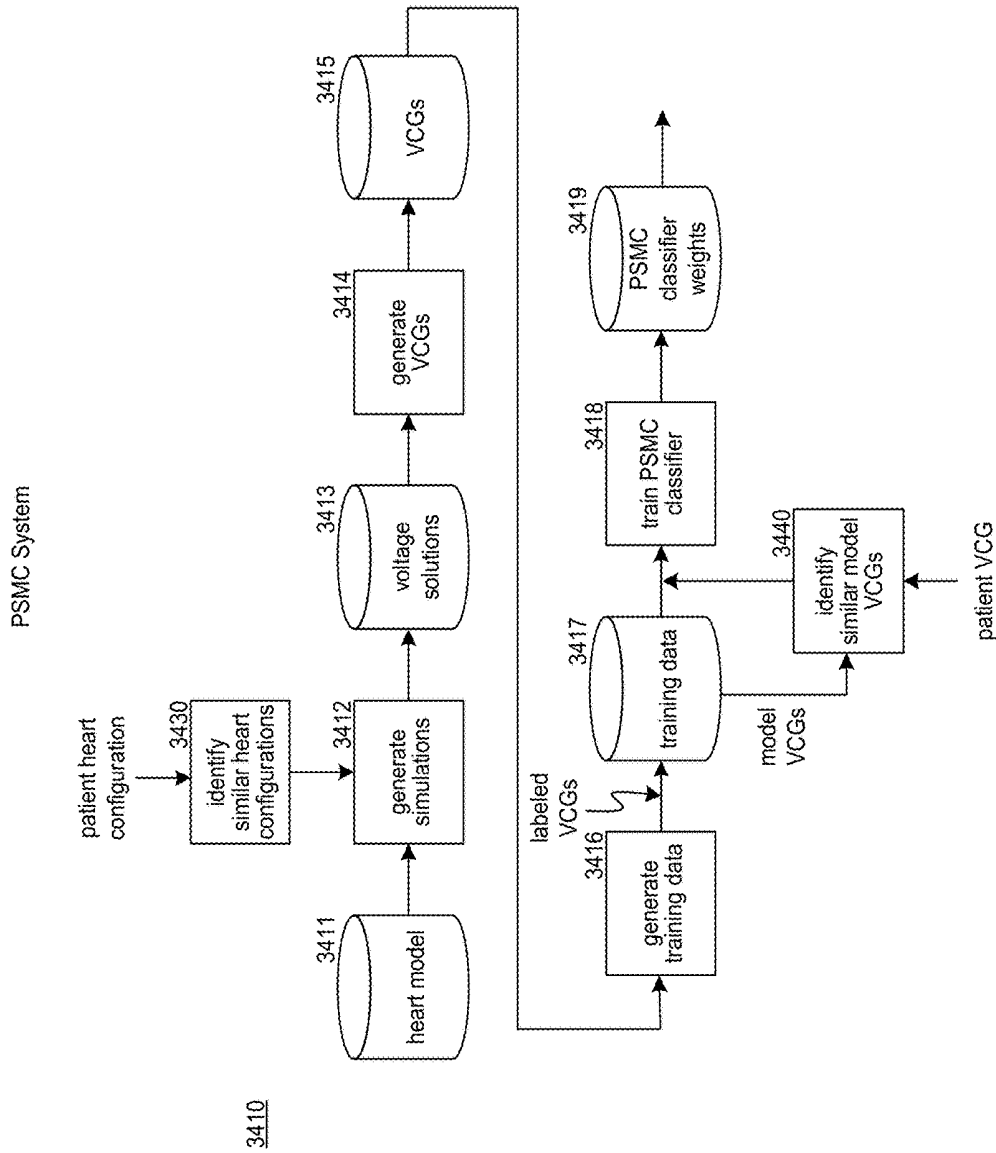 PSMC System
3410
patient heart
configuration
3430
identify
similar heart
configurations
3411
heart model
3412
generate
simulations
3413
voltage
solutions
3414
generate
VCGs
3415
VCGs
labeled
VCGs
3416
generate
training data
3417
training data
3418
train PSMC
classifier
3419
PSMC
classifier
weights
model
VCGs
3440
identify
similar model
VCGs
patient VCG